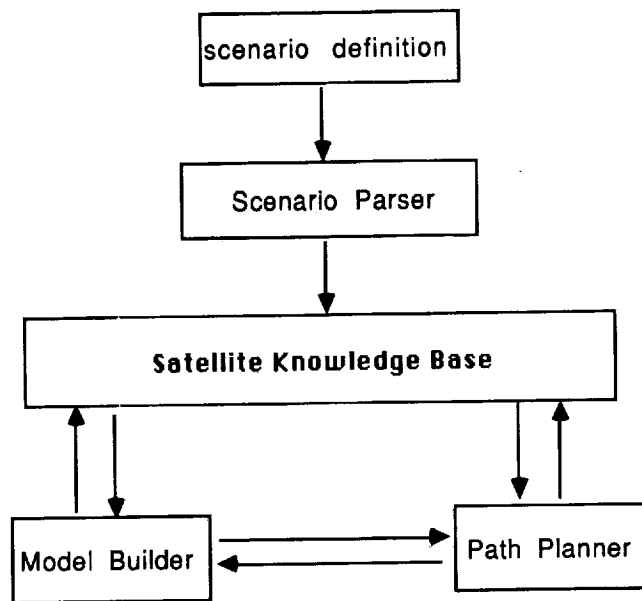 scenario definition
Scenario Parser
Satellite Knowledge Base
Model Builder
Path Planner